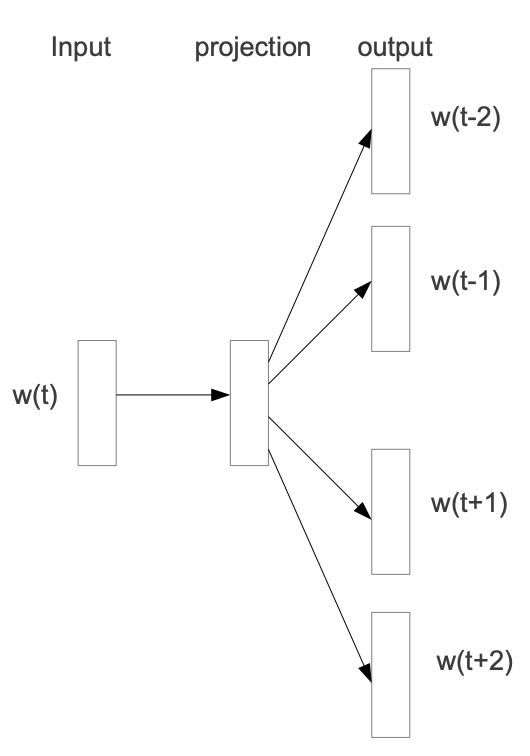 Input projection output
w(t-2)
w(t-1)
w(t)
w(t+1)
w(t+2)